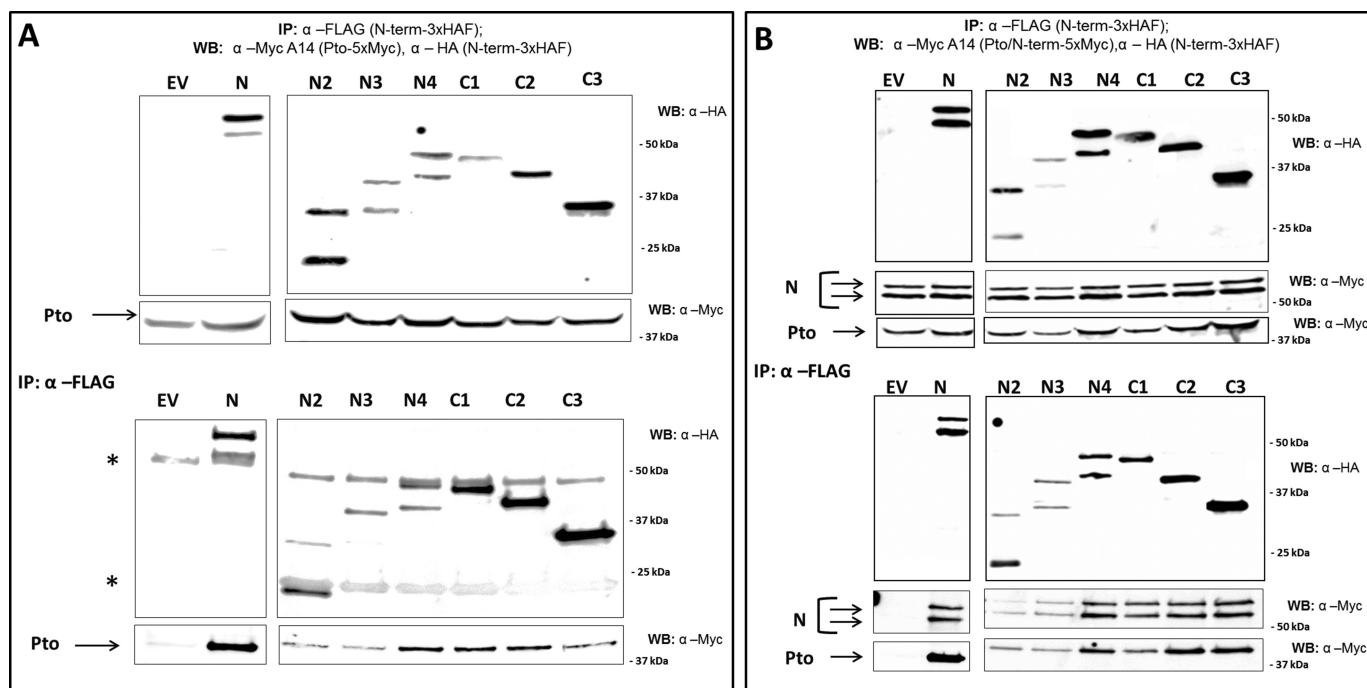 A
IP: α –FLAG (N-term-3xHAF);
WB: α –Myc A14 (Pto-5xMyc), α – HA (N-term-3xHAF)
EV N N2 N3 N4 C1 C2 C3
WB: α –HA
- 50 kDa
- 37 kDa
- 25 kDa
Pto
WB: α –Myc
- 37 kDa
IP: α –FLAG
EV N N2 N3 N4 C1 C2 C3
WB: α –HA
*
- 50 kDa
- 37 kDa
*
- 25 kDa
Pto
WB: α –Myc
- 37 kDa
B
IP: α –FLAG (N-term-3xHAF);
WB: α –Myc A14 (Pto/N-term-5xMyc),α – HA (N-term-3xHAF)
EV N N2 N3 N4 C1 C2 C3
- 50 kDa
WB: α –HA
- 37 kDa
- 25 kDa
N
WB: α –Myc
- 50 kDa
Pto
WB: α –Myc
- 37 kDa
IP: α –FLAG
EV N N2 N3 N4 C1 C2 C3
- 50 kDa
WB: α –HA
- 37 kDa
- 25 kDa
N
WB: α –Myc
- 50 kDa
Pto
WB: α –Myc
- 37 kDa